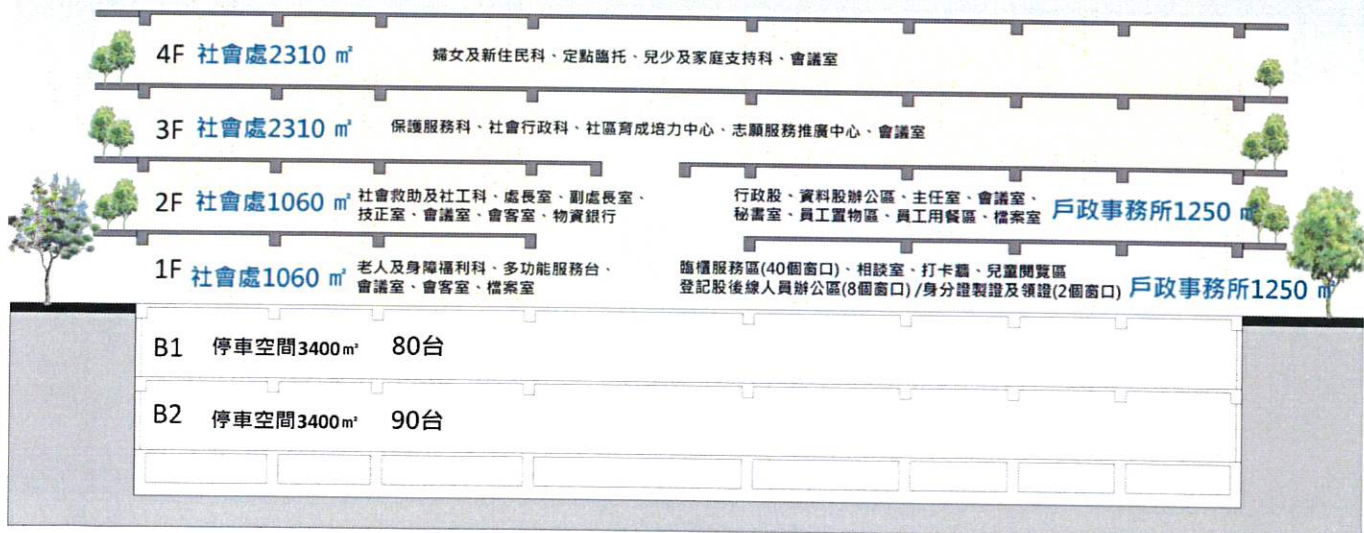 4F 社會處2310 ㎡ 婦女及新住民科、定點臨托、兒少及家庭支持科、會議室
3F 社會處2310 ㎡ 保護服務科、社會行政科、社區育成培力中心、志願服務推廣中心、會議室
2F 社會處1060 ㎡
社會救助及社工科、處長室、副處長室、
技正室、會議室、會客室、物資銀行
行政股、資料股辦公區、主任室、會議室、
秘書室、員工置物區、員工用餐區、檔案室
戶政事務所1250 ㎡
1F 社會處1060 ㎡
老人及身障福利科、多功能服務台、
會議室、會客室、檔案室
臨櫃服務區(40個窗口)、相談室、打卡牆、兒童閱覽區
登記股後線人員辦公區(8個窗口)/身分證製證及領證(2個窗口)
戶政事務所1250 ㎡
B1 停車空間3400㎡ 80台
B2 停車空間3400㎡ 90台